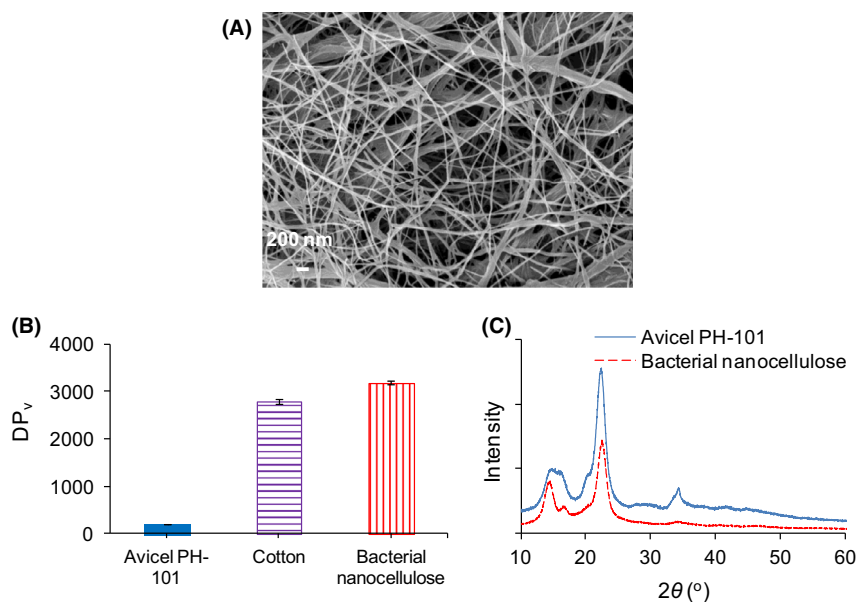 (A)
200 nm
(B)
4000
3000
2000
1000
0
DPv
Avicel PH-
101
Cotton
Bacterial
nanocellulose
(C)
Avicel PH-101
Bacterial nanocellulose
Intensity
10 20 30 40 50 60
2θ (°)